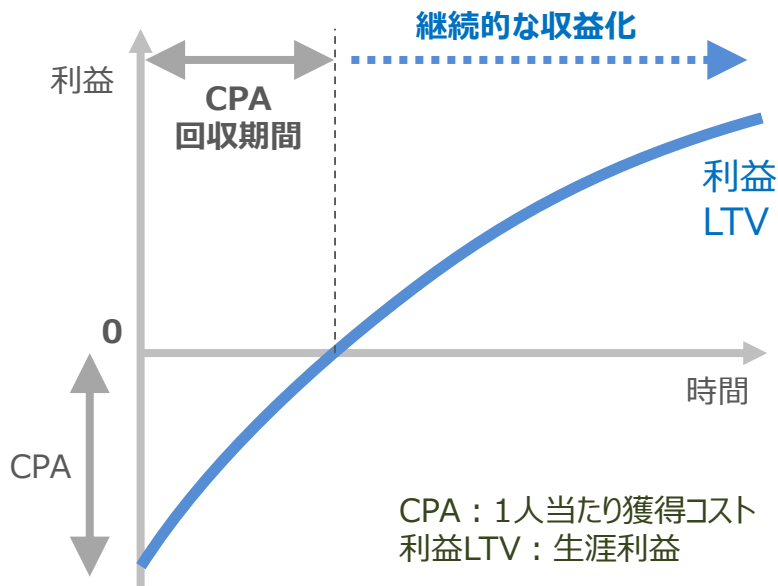 継続的な収益化
利益
CPA
回収期間
利益
LTV
0
時間
CPA
CPA：1人当たり獲得コスト
利益LTV：生涯利益